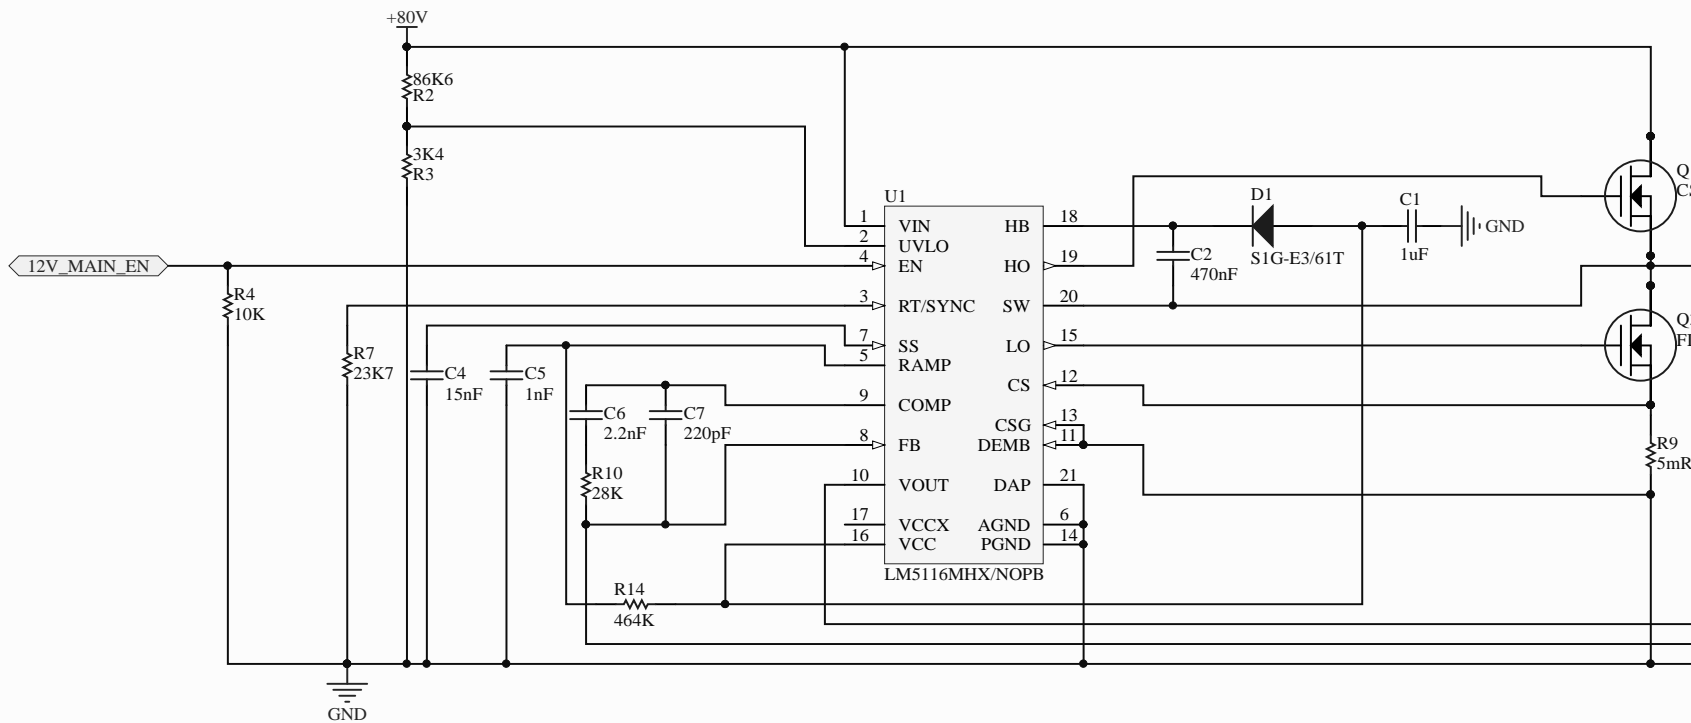 +80V
86K6
R2
3K4
R3
12V_MAIN_EN
R4
10K
R7
23K7
C4
15nF
C5
1nF
C6
2.2nF
C7
220pF
R10
28K
R14
464K
U1
1 VIN
2 UVLO
4 EN
3 RT/SYNC
7 SS
5 RAMP
9 COMP
8 FB
10 VOUT
17 VCCX
16 VCC
HB 18
HO 19
SW 20
LO 15
CS 12
CSG 13
DEMB 11
DAP 21
AGND 6
PGND 14
LM5116MHX/NOPB
D1
S1G-E3/61T
C2
470nF
C1
1uF
GND
R9
5mR
GND